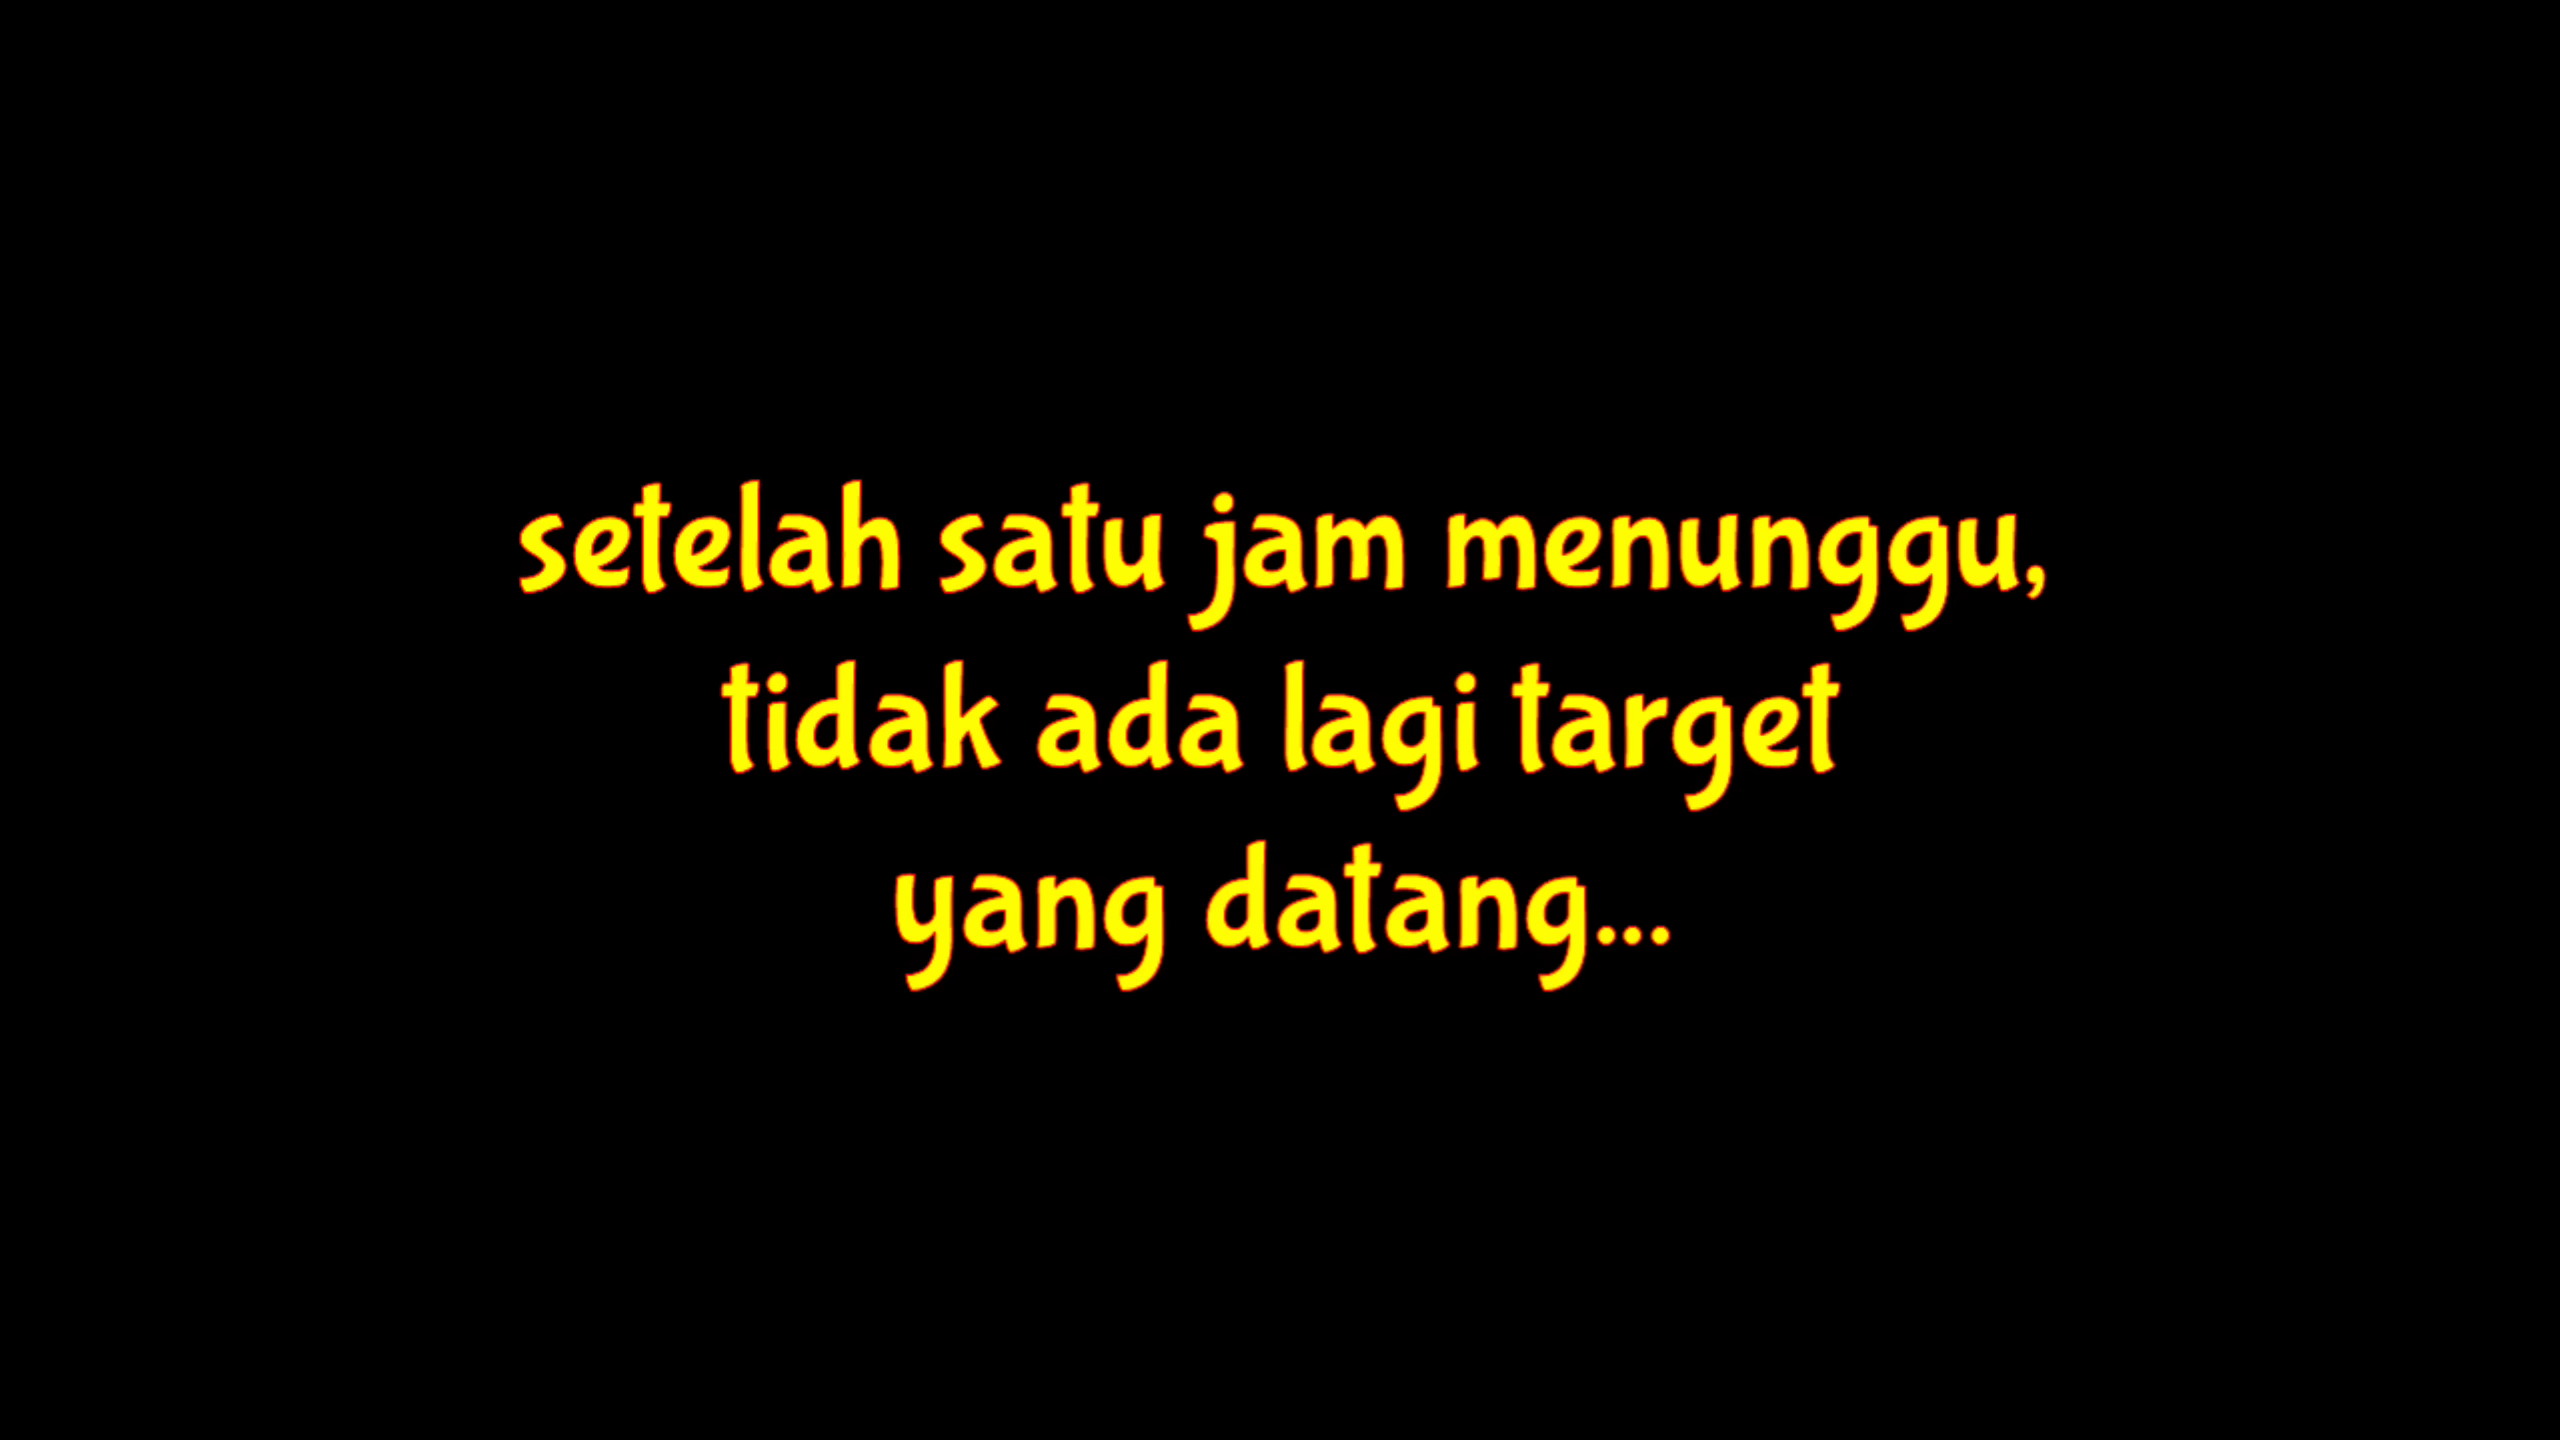 setelah satu jam menunggu,
tidak ada lagi target
yang datang...